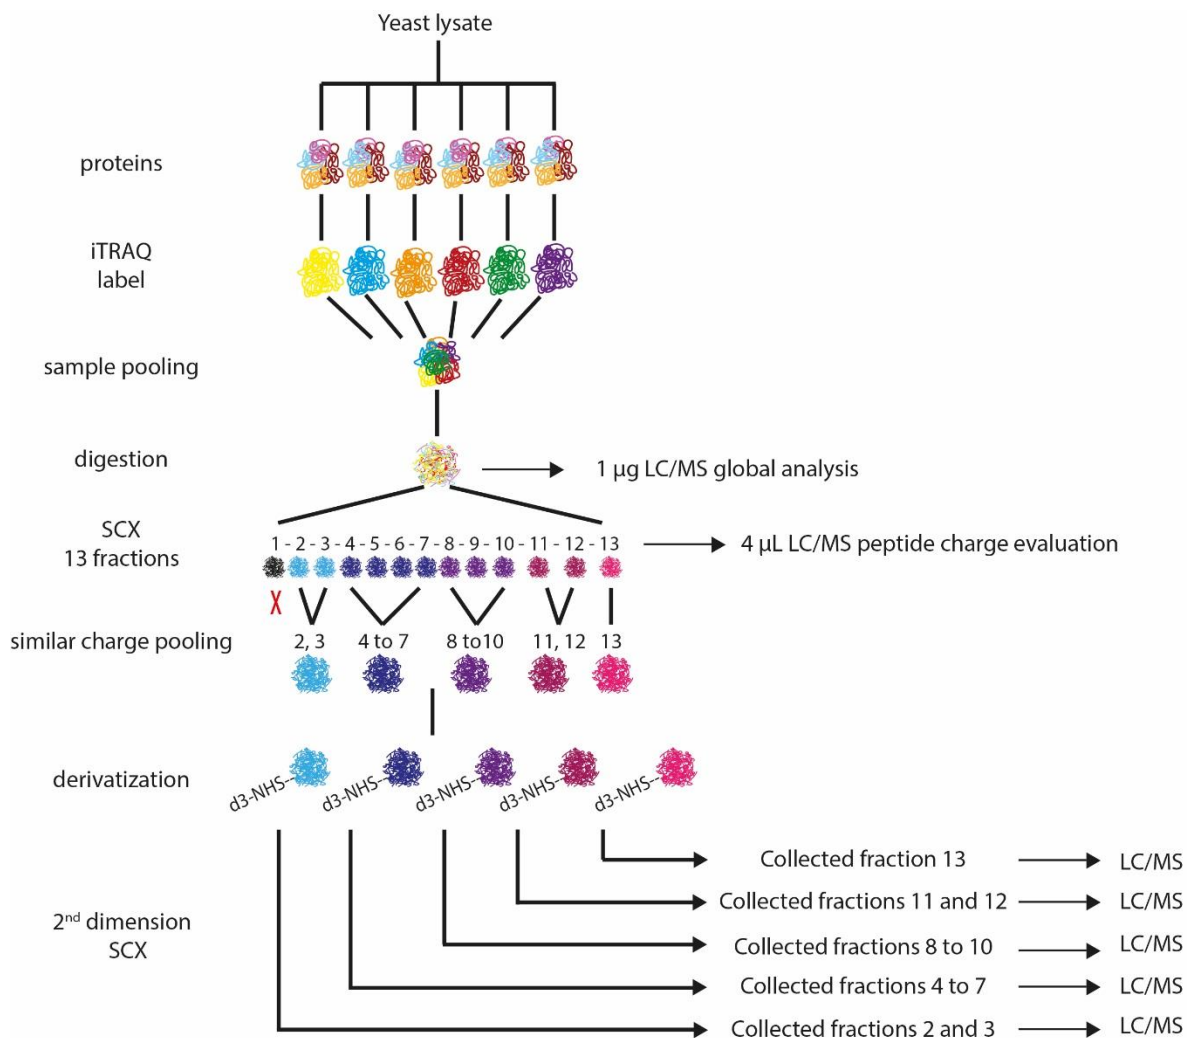 Yeast lysate
proteins
iTRAQ
label
sample pooling
digestion
1 µg LC/MS global analysis
SCX
13 fractions
1 - 2 - 3 - 4 - 5 - 6 - 7 - 8 - 9 - 10 - 11 - 12 - 13
4 µL LC/MS peptide charge evaluation
X
similar charge pooling
2, 3 4 to 7 8 to10 11, 12 13
derivatization
d3-NHS-- d3-NHS-- d3-NHS-- d3-NHS-- d3-NHS--
Collected fraction 13 LC/MS
Collected fractions 11 and 12 LC/MS
2nd dimension
SCX
Collected fractions 8 to 10 LC/MS
Collected fractions 4 to 7 LC/MS
Collected fractions 2 and 3 LC/MS